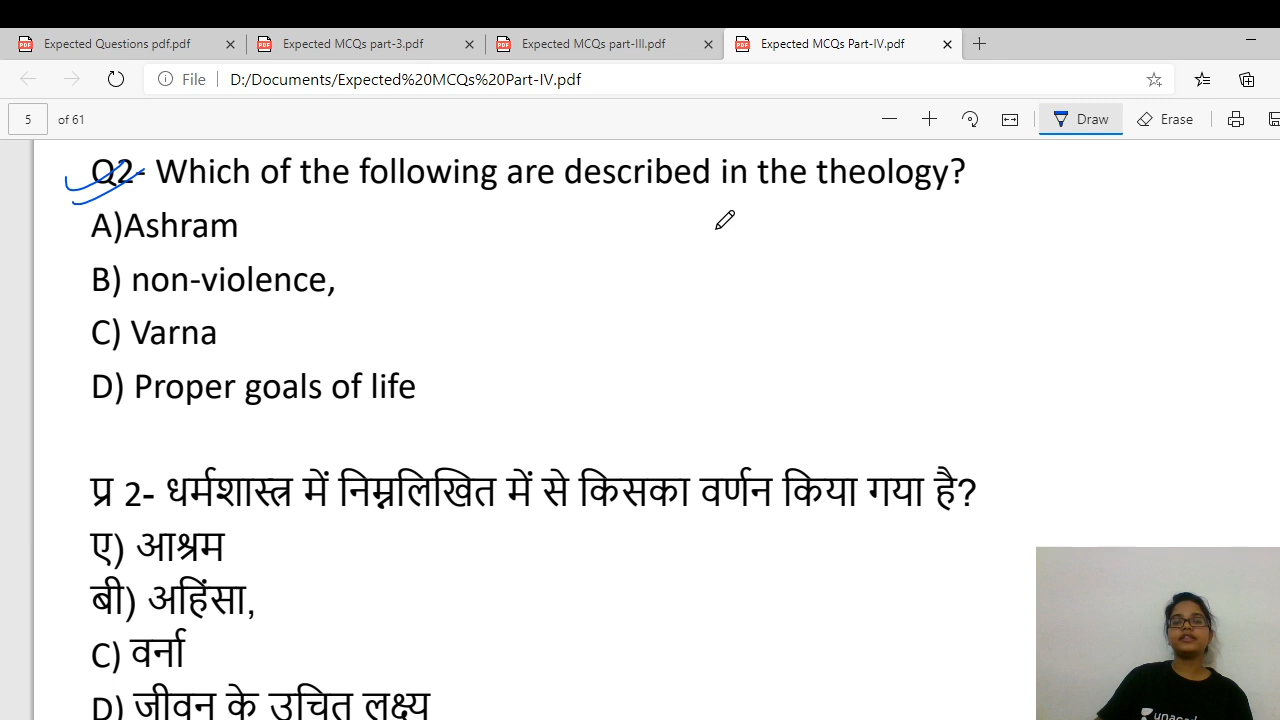 Expected Questions pdf.pdf
Expected MCQs part-3.pdf
Expected MCQs part-III.pdf
Expected MCQs Part-IV.pdf
File
D:/Documents/Expected%20MCQs%20Part-IV.pdf
5 of 61
Draw
Erase
Q2- Which of the following are described in the theology?
A)Ashram
B) non-violence,
C) Varna
D) Proper goals of life
प्र 2- धर्मशास्त्र में निम्नलिखित में से किसका वर्णन किया गया है?
ए) आश्रम
बी) अहिंसा,
C) वर्ना
D) जीवन के उचित लक्ष्य